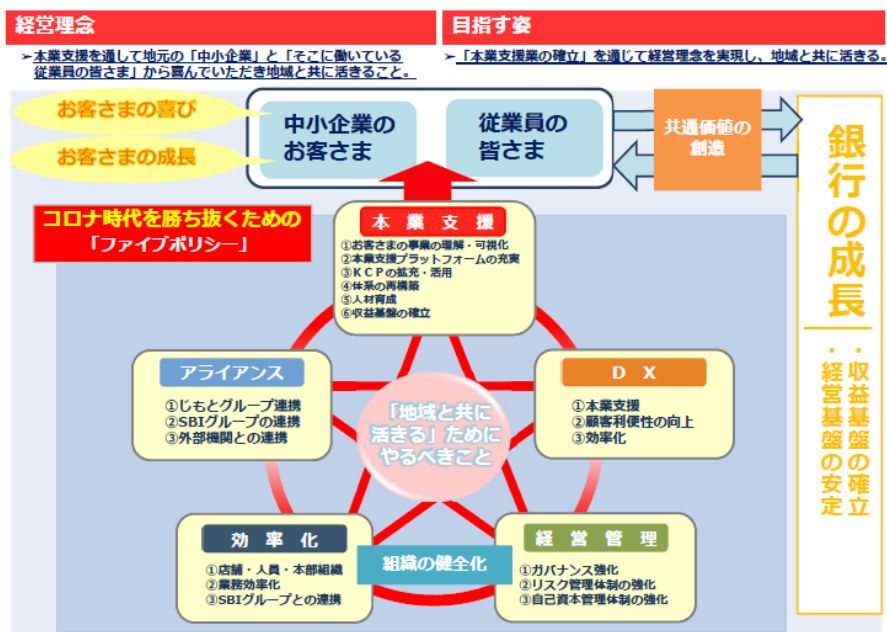 経営理念
➢本業支援を通して地元の「中小企業」と「そこに働いている
従業員の皆さま」から喜んでいただき地域と共に活きること。
目指す姿
➢「本業支援業の確立」を通じて経営理念を実現し、地域と共に活きる。
お客さまの喜び
お客さまの成長
中小企業の
お客さま
従業員の
皆さま
共通価値の
創造
銀行の成長
・収益基盤の確立
・経営基盤の安定
コロナ時代を勝ち抜くための
「ファイブポリシー」
本業支援
①お客さまの事業の理解・可視化
②本業支援プラットフォームの充実
③KCPの拡充・活用
④体系の再構築
⑤人材育成
⑥収益基盤の確立
アライアンス
①じもとグループ連携
②SBIグループの連携
③外部機関との連携
DX
①本業支援
②顧客利便性の向上
③効率化
「地域と共に
活きる」ために
やるべきこと
効率化
①店舗・人員・本部組織
②業務効率化
③SBIグループとの連携
組織の健全化
経営管理
①ガバナンス強化
②リスク管理体制の強化
③自己資本管理体制の強化